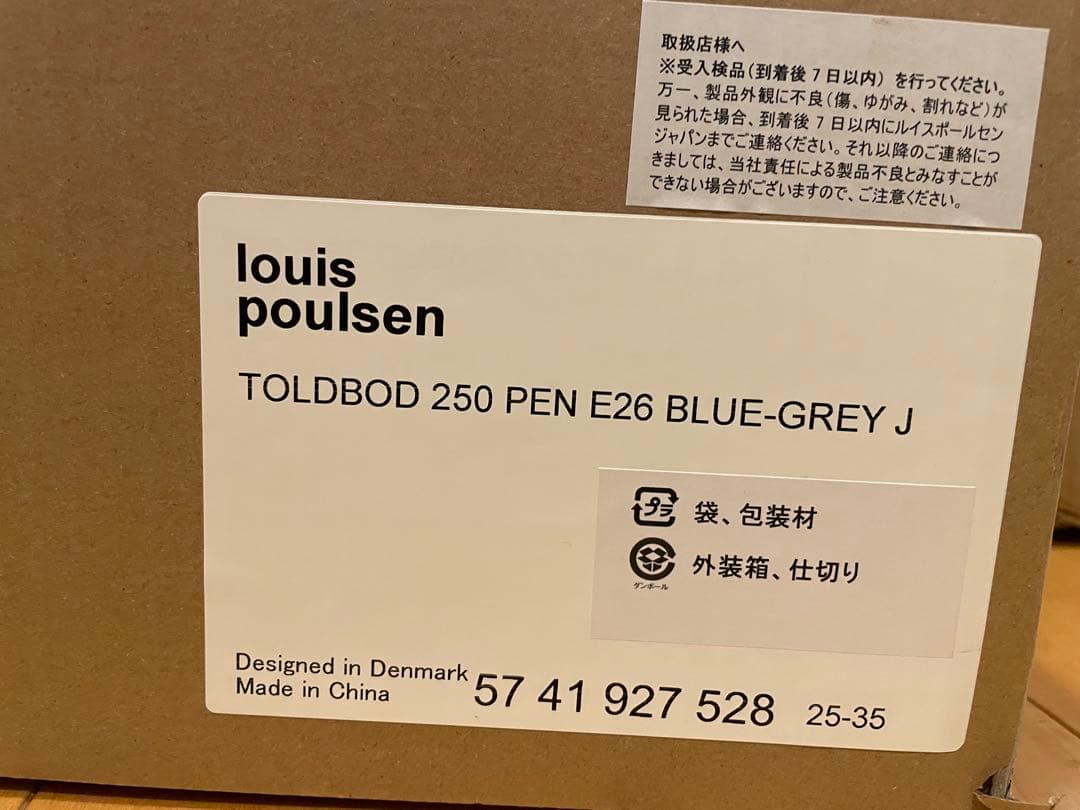 取扱店様へ
※受入検品(到着後7日以内) を行ってください。
万一、製品外観に不良(傷、ゆがみ、割れなど)が
見られた場合、到着後7日以内にルイスポールセン
ジャパンまでご連絡ください。それ以降のご連絡につ
きましては、当社責任による製品不良とみなすことが
できない場合がございますので、ご注意ください。
louis
poulsen
TOLDBOD 250 PEN E26 BLUE-GREY J
プラ 袋、包装材
外装箱、仕切り
ダンボール
Designed in Denmark
Made in China
57 41 927 528 25-35